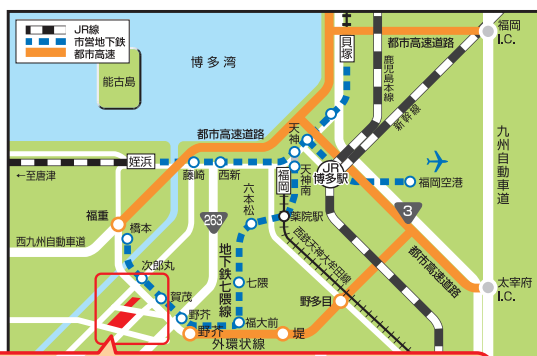 JR線
市営地下鉄
都市高速
博多湾
能古島
貝塚
鹿児島本線
都市高速道路
福岡
I.C.
新幹線
九州自動車道
都市高速道路
天神
JR
博多駅
福岡空港
姪浜
←至唐津
藤崎
西新
天神南
福岡
六本松
薬院駅
3
263
福重
橋本
西九州自動車道
地下鉄七隈線
西鉄天神大牟田線
都市高速道路
太宰府
I.C.
次郎丸
賀茂
七隈
野多目
野芥
福大前
野芥
堤
外環状線